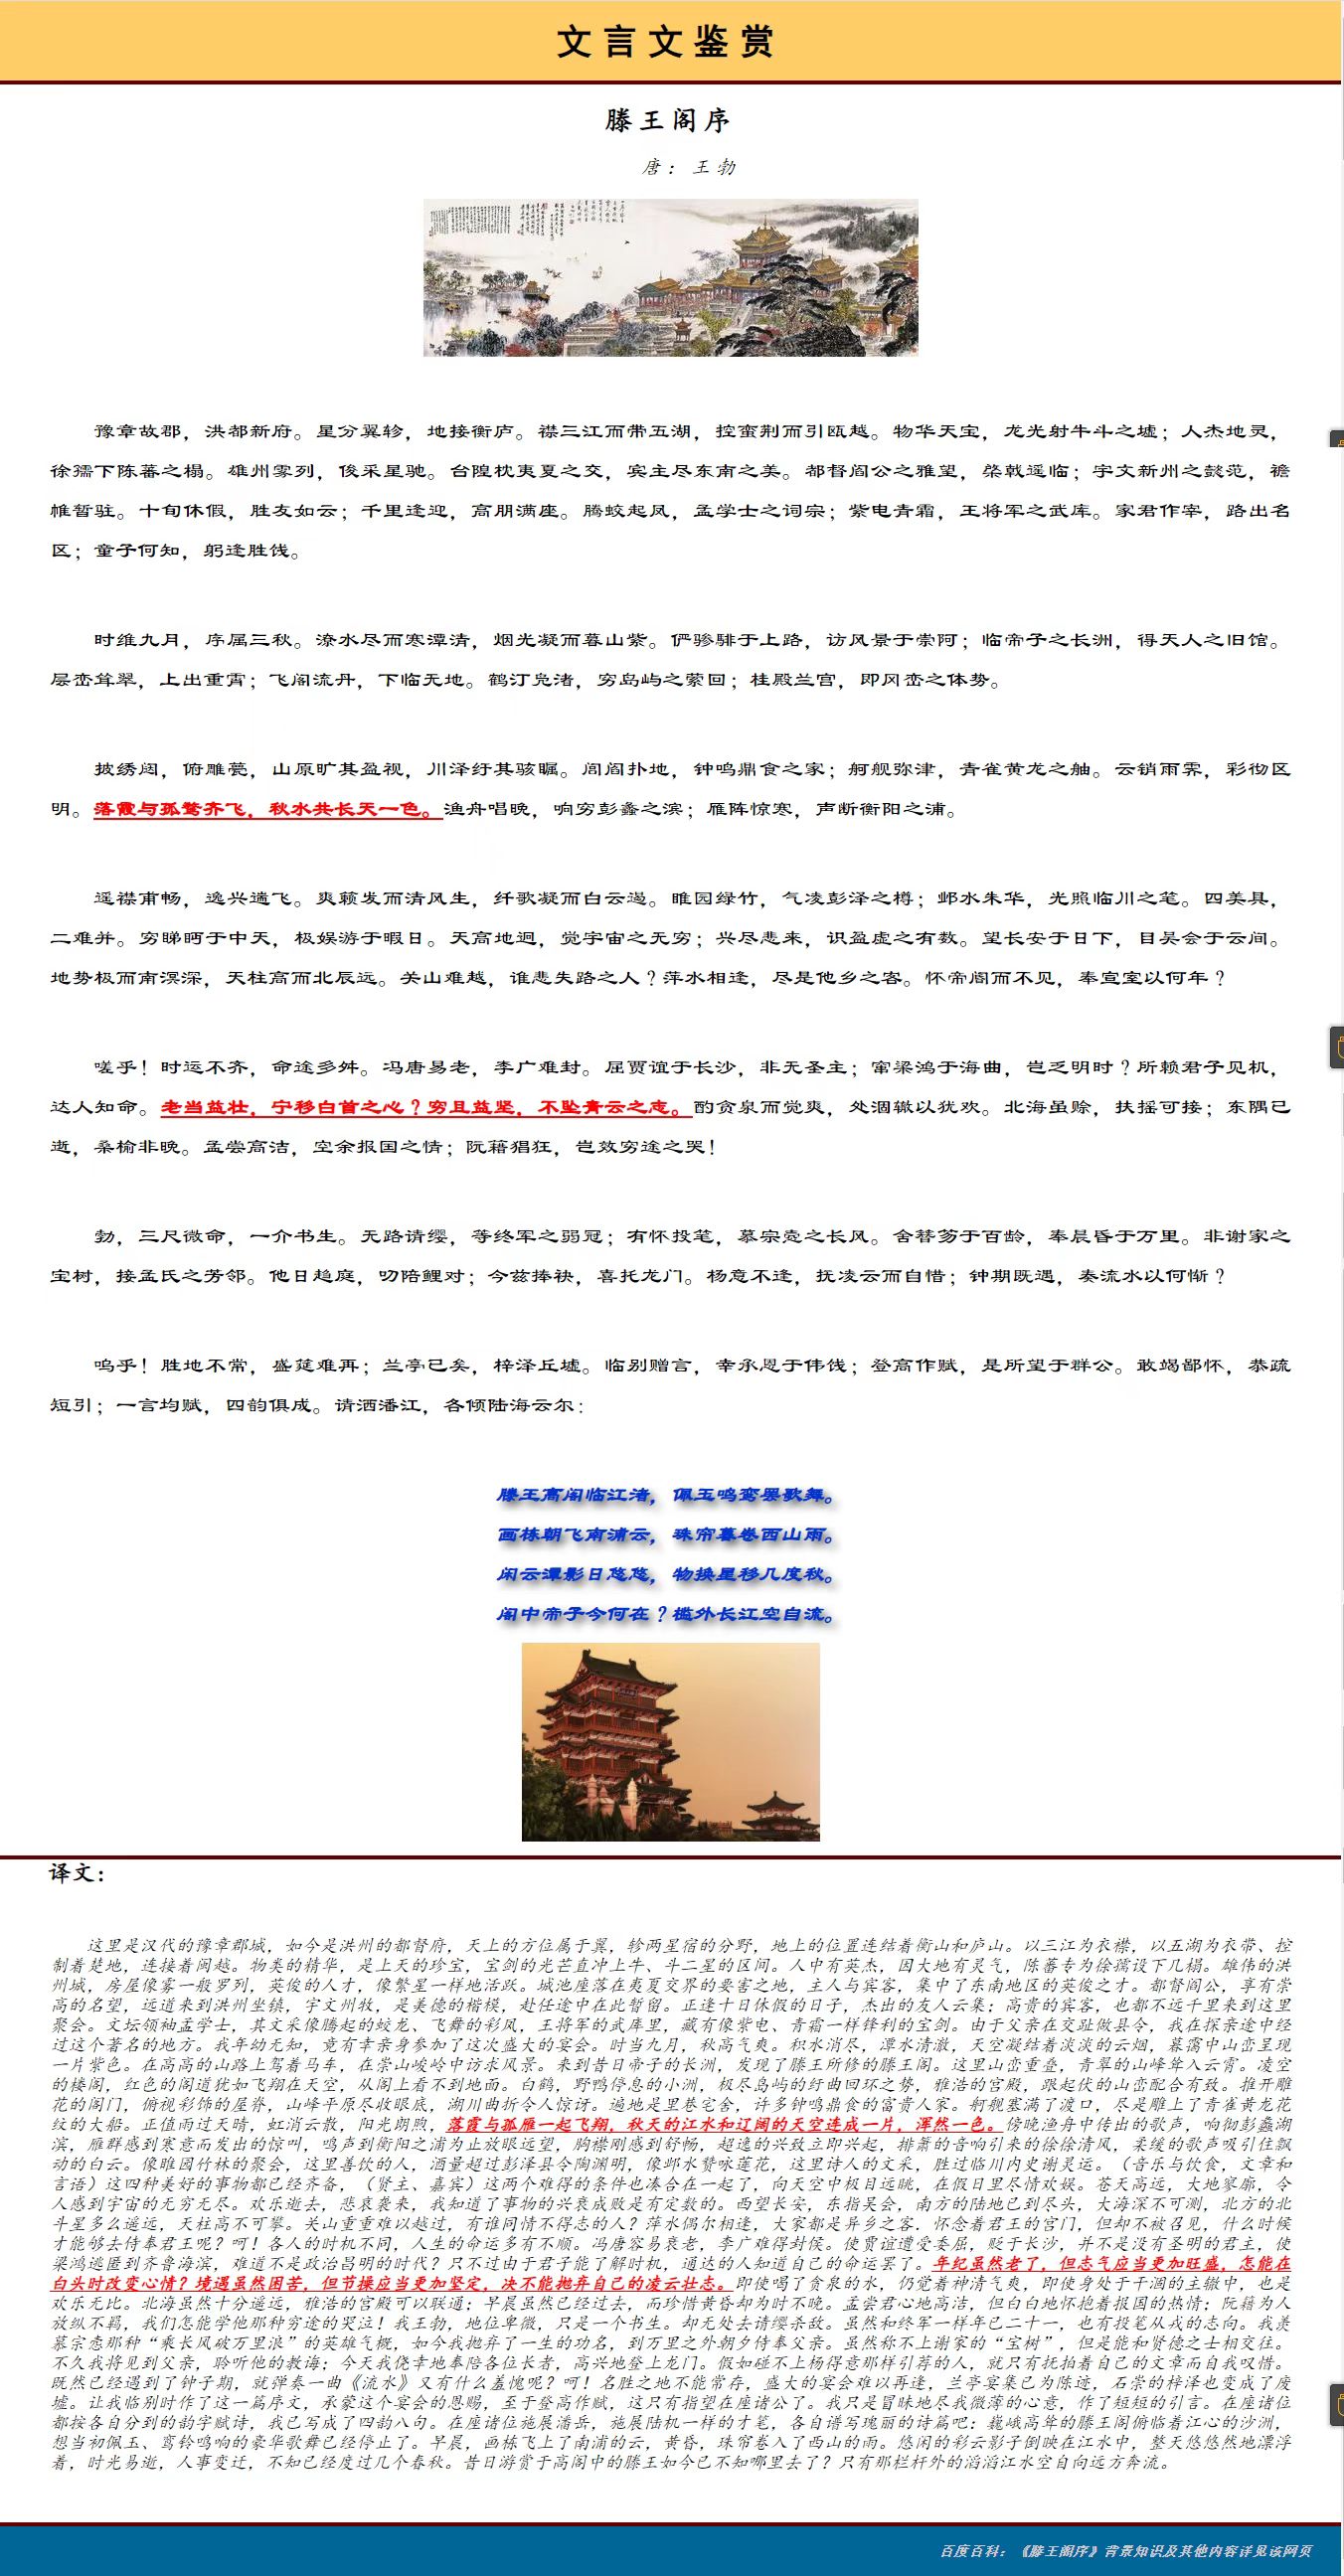 文言文鉴赏
滕王阁序
唐：王勃
豫章故郡，洪都新府。星分翼轸，地接衡庐。襟三江而带五湖，控蛮荆而引瓯越。物华天宝，龙光射牛斗之墟；人杰地灵，
徐孺下陈蕃之榻。雄州雾列，俊采星驰。台隍枕夷夏之交，宾主尽东南之美。都督阎公之雅望，棨戟遥临；宇文新州之懿范，襜
帷暂驻。十旬休假，胜友如云；千里逢迎，高朋满座。腾蛟起凤，孟学士之词宗；紫电青霜，王将军之武库。家君作宰，路出名
区；童子何知，躬逢胜饯。
时维九月，序属三秋。潦水尽而寒潭清，烟光凝而暮山紫。俨骖騑于上路，访风景于崇阿；临帝子之长洲，得天人之旧馆。
层峦耸翠，上出重霄；飞阁流丹，下临无地。鹤汀凫渚，穷岛屿之萦回；桂殿兰宫，即冈峦之体势。
披绣闼，俯雕甍，山原旷其盈视，川泽纡其骇瞩。闾阎扑地，钟鸣鼎食之家；舸舰弥津，青雀黄龙之舳。云销雨霁，彩彻区
明。落霞与孤鹜齐飞，秋水共长天一色。渔舟唱晚，响穷彭蠡之滨；雁阵惊寒，声断衡阳之浦。
遥襟甫畅，逸兴遄飞。爽籁发而清风生，纤歌凝而白云遏。睢园绿竹，气凌彭泽之樽；邺水朱华，光照临川之笔。四美具，
二难并。穷睇眄于中天，极娱游于暇日。天高地迥，觉宇宙之无穷；兴尽悲来，识盈虚之有数。望长安于日下，目吴会于云间。
地势极而南溟深，天柱高而北辰远。关山难越，谁悲失路之人？萍水相逢，尽是他乡之客。怀帝阍而不见，奉宣室以何年？
嗟乎！时运不齐，命途多舛。冯唐易老，李广难封。屈贾谊于长沙，非无圣主；窜梁鸿于海曲，岂乏明时？所赖君子见机，
达人知命。老当益壮，宁移白首之心？穷且益坚，不坠青云之志。酌贪泉而觉爽，处涸辙以犹欢。北海虽赊，扶摇可接；东隅已
逝，桑榆非晚。孟尝高洁，空余报国之情；阮藉猖狂，岂效穷途之哭！
勃，三尺微命，一介书生。无路请缨，等终军之弱冠；有怀投笔，慕宗悫之长风。舍簪笏于百龄，奉晨昏于万里。非谢家之
宝树，接孟氏之芳邻。他日趋庭，叨陪鲤对；今兹捧袂，喜托龙门。杨意不逢，抚凌云而自惜；钟期既遇，奏流水以何惭？
呜乎！胜地不常，盛筵难再；兰亭已矣，梓泽丘墟。临别赠言，幸承恩于伟饯；登高作赋，是所望于群公。敢竭鄙怀，恭疏
短引；一言均赋，四韵俱成。请洒潘江，各倾陆海云尔：
滕王高阁临江渚，佩玉鸣鸾罢歌舞。
画栋朝飞南浦云，珠帘暮卷西山雨。
闲云潭影日悠悠，物换星移几度秋。
阁中帝子今何在？槛外长江空自流。
译文：
这里是汉代的豫章郡城，如今是洪州的都督府，天上的方位属于翼，轸两星宿的分野，地上的位置连结着衡山和庐山。以三江为衣襟，以五湖为衣带、控
制着楚地，连接着闽越。物类的精华，是上天的珍宝，宝剑的光芒直冲上牛、斗二星的区间。人中有英杰，因大地有灵气，陈蕃专为徐孺设下几榻。雄伟的洪
州城，房屋像雾一般罗列，英俊的人才，像繁星一样地活跃。城池座落在夷夏交界的要害之地，主人与宾客，集中了东南地区的英俊之才。都督阎公，享有崇
高的名望，远道来到洪州坐镇，宇文州牧，是美德的楷模，赴任途中在此暂留。正逢十日休假的日子，杰出的友人云集；高贵的宾客，也都不远千里来到这里
聚会。文坛领袖孟学士，其文采像腾起的蛟龙、飞舞的彩凤，王将军的武库里，藏有像紫电、青霜一样锋利的宝剑。由于父亲在交趾做县令，我在探亲途中经
过这个著名的地方。我年幼无知，竟有幸亲身参加了这次盛大的宴会。时当九月，秋高气爽。积水消尽，潭水清澈，天空凝结着淡淡的云烟，暮霭中山峦呈现
一片紫色。在高高的山路上驾着马车，在崇山峻岭中访求风景。来到昔日帝子的长洲，发现了滕王所修的滕王阁。这里山峦重叠，青翠的山峰耸入云霄。凌空
的楼阁，红色的阁道犹如飞翔在天空，从阁上看不到地面。白鹤，野鸭停息的小洲，极尽岛屿的纡曲回环之势，雅浩的宫殿，跟起伏的山峦配合有致。推开雕
花的阁门，俯视彩饰的屋脊，山峰平原尽收眼底，湖川曲折令人惊讶。遍地是里巷宅舍，许多钟鸣鼎食的富贵人家。舸舰塞满了渡口，尽是雕上了青雀黄龙花
纹的大船。正值雨过天晴，虹消云散，阳光朗煦，落霞与孤雁一起飞翔，秋天的江水和辽阔的天空连成一片，浑然一色。傍晚渔舟中传出的歌声，响彻彭蠡湖
滨，雁群感到寒意而发出的惊叫，鸣声到衡阳之浦为止放眼远望，胸襟刚感到舒畅，超逸的兴致立即兴起，排箫的音响引来的徐徐清风，柔缓的歌声吸引住飘
动的白云。像睢园竹林的聚会，这里善饮的人，酒量超过彭泽县令陶渊明，像邺水赞咏莲花，这里诗人的文采，胜过临川内史谢灵运。（音乐与饮食，文章和
言语）这四种美好的事物都已经齐备，（贤主、嘉宾）这两个难得的条件也凑合在一起了，向天空中极目远眺，在假日里尽情欢娱。苍天高远，大地寥廓，令
人感到宇宙的无穷无尽。欢乐逝去，悲哀袭来，我知道了事物的兴衰成败是有定数的。西望长安，东指吴会，南方的陆地已到尽头，大海深不可测，北方的北
斗星多么遥远，天柱高不可攀。关山重重难以越过，有谁同情不得志的人？萍水偶尔相逢，大家都是异乡之客．怀念着君王的宫门，但却不被召见，什么时候
才能够去侍奉君王呢？呵！各人的时机不同，人生的命运多有不顺。冯唐容易衰老，李广难得封侯。使贾谊遭受委屈，贬于长沙，并不是没有圣明的君主，使
梁鸿逃匿到齐鲁海滨，难道不是政治昌明的时代？只不过由于君子能了解时机，通达的人知道自己的命运罢了。年纪虽然老了，但志气应当更加旺盛，怎能在
白头时改变心情？境遇虽然困苦，但节操应当更加坚定，决不能抛弃自己的凌云壮志。即使喝了贪泉的水，仍觉着神清气爽，即使身处于干涸的主辙中，也是
欢乐无比。北海虽然十分遥远，雅浩的宫殿可以联通；早晨虽然已经过去，而珍惜黄昏却为时不晚。孟尝君心地高洁，但白白地怀抱着报国的热情；阮藉为人
放纵不羁，我们怎能学他那种穷途的哭泣！我王勃，地位卑微，只是一个书生。却无处去请缨杀敌。虽然和终军一样年已二十一，也有投笔从戎的志向。我羡
慕宗悫那种“乘长风破万里浪”的英雄气概，如今我抛弃了一生的功名，到万里之外朝夕侍奉父亲。虽然称不上谢家的“宝树”，但是能和贤德之士相交往。
不久我将见到父亲，聆听他的教诲；今天我侥幸地奉陪各位长者，高兴地登上龙门。假如碰不上杨得意那样引荐的人，就只有抚拍着自己的文章而自我叹惜。
既然已经遇到了钟子期，就弹奏一曲《流水》又有什么羞愧呢？呵！名胜之地不能常存，盛大的宴会难以再逢，兰亭宴集已为陈迹，石崇的梓泽也变成了废
墟。让我临别时作了这一篇序文，承蒙这个宴会的恩赐，至于登高作赋，这只有指望在座诸公了。我只是冒昧地尽我微薄的心意，作了短短的引言。在座诸位
都按各自分到的韵字赋诗，我已写成了四韵八句。在座诸位施展潘岳，施展陆机一样的才笔，各自谱写瑰丽的诗篇吧：巍峨高耸的滕王阁俯临着江心的沙洲，
想当初佩玉、鸾铃鸣响的豪华歌舞已经停止了。早晨，画栋飞上了南浦的云，黄昏，珠帘卷入了西山的雨。悠闲的彩云影子倒映在江水中，整天悠悠然地漂浮
着，时光易逝，人事变迁，不知已经度过几个春秋。昔日游赏于高阁中的滕王如今已不知哪里去了？只有那栏杆外的滔滔江水空自向远方奔流。
百度百科：《滕王阁序》背景知识及其他内容详见该网页